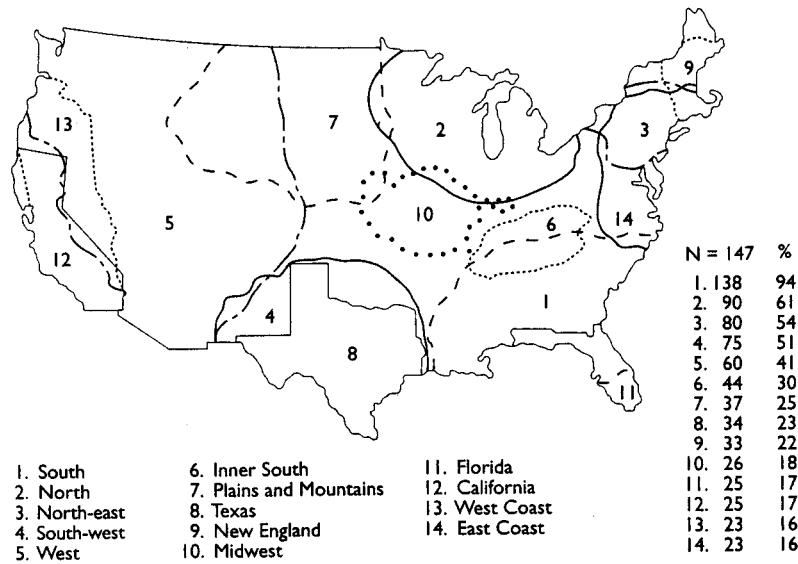 9
13
7
2
3
10
5
6
14
12
1
4
8
11
N = 147 %
1. 138 94
2. 90 61
3. 80 54
4. 75 51
5. 60 41
6. 44 30
7. 37 25
8. 34 23
9. 33 22
10. 26 18
11. 25 17
12. 25 17
13. 23 16
14. 23 16
1. South
2. North
3. North-east
4. South-west
5. West
6. Inner South
7. Plains and Mountains
8. Texas
9. New England
10. Midwest
11. Florida
12. California
13. West Coast
14. East Coast